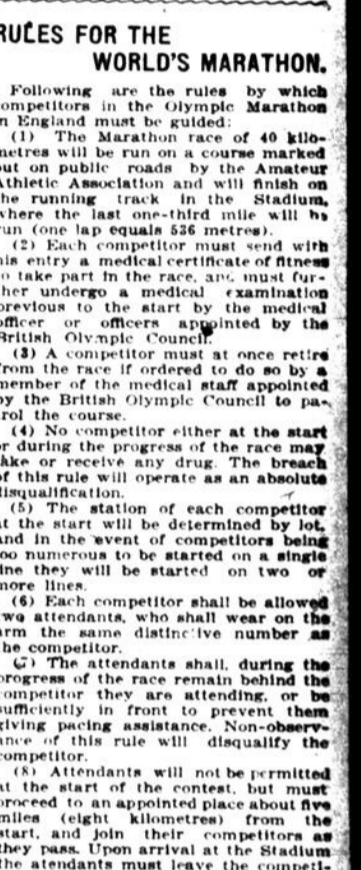 RULES FOR THE
WORLD'S MARATHON.
Following are the rules by which
ompetitors in the Olympic Marathon
n England must be guided:
(1) The Marathon race of 40 kilo-
metres will be run on a course marked
out on public roads by the Amateur
Athletic Association and will finish on
the running track in the Stadium,
where the last one-third mile will be
run (one lap equals 536 metres).
(2) Each competitor must send with
his entry a medical certificate of fitness
to take part in the race, and must fur-
ther undergo a medical examination
previous to the start by the medical
officer or officers appointed by the
British Olympic Council.
(3) A competitor must at once retire
from the race if ordered to do so by a
member of the medical staff appointed
by the British Olympic Council to pa-
trol the course.
(4) No competitor either at the start
or during the progress of the race may
take or receive any drug. The breach
of this rule will operate as an absolute
disqualification.
(5) The station of each competitor
at the start will be determined by lot,
and in the event of competitors being
too numerous to be started on a single
line they will be started on two or
more lines.
(6) Each competitor shall be allowed
two attendants, who shall wear on the
arm the same distinctive number as
the competitor.
(7) The attendants shall, during the
progress of the race remain behind the
competitor they are attending, or be
sufficiently in front to prevent them
giving pacing assistance. Non-observ-
ance of this rule will disqualify the
competitor.
(8) Attendants will not be permitted
at the start of the contest, but must
proceed to an appointed place about five
miles (eight kilometres) from the
start, and join their competitors as
they pass. Upon arrival at the Stadium
the atendants must leave the competi-